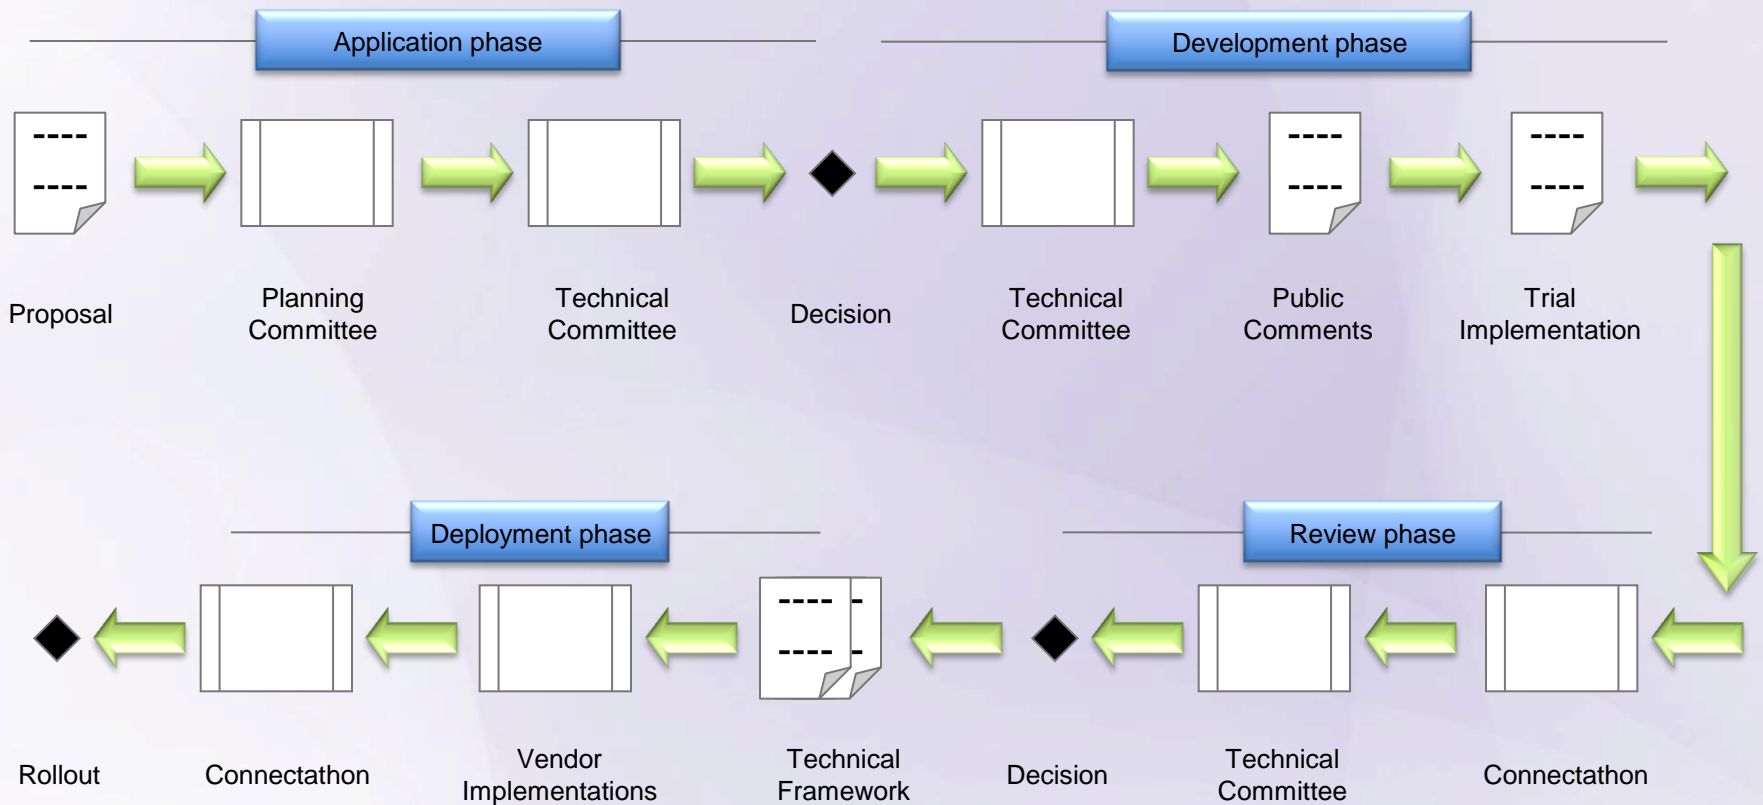 Application phase
Development phase
Proposal
Planning
Committee
Technical
Committee
Decision
Technical
Committee
Public
Comments
Trial
Implementation
Deployment phase
Review phase
Rollout
Connectathon
Vendor
Implementations
Technical
Framework
Decision
Technical
Committee
Connectathon